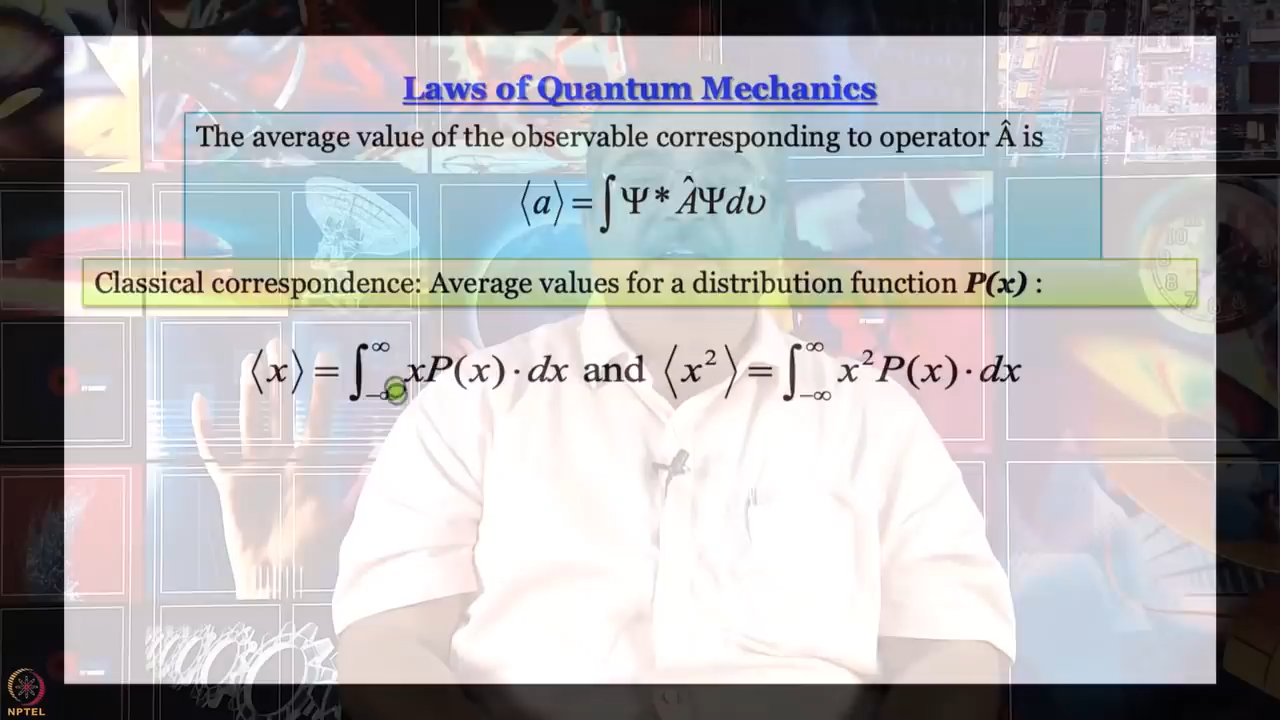 Laws of Quantum Mechanics
The average value of the observable corresponding to operator Â is
⟨a⟩ = ∫Ψ* ÂΨdυ
Classical correspondence: Average values for a distribution function P(x) :
⟨x⟩ = ∫_{-∞}^{∞} xP(x)·dx and ⟨x²⟩ = ∫_{-∞}^{∞} x²P(x)·dx
NPTEL